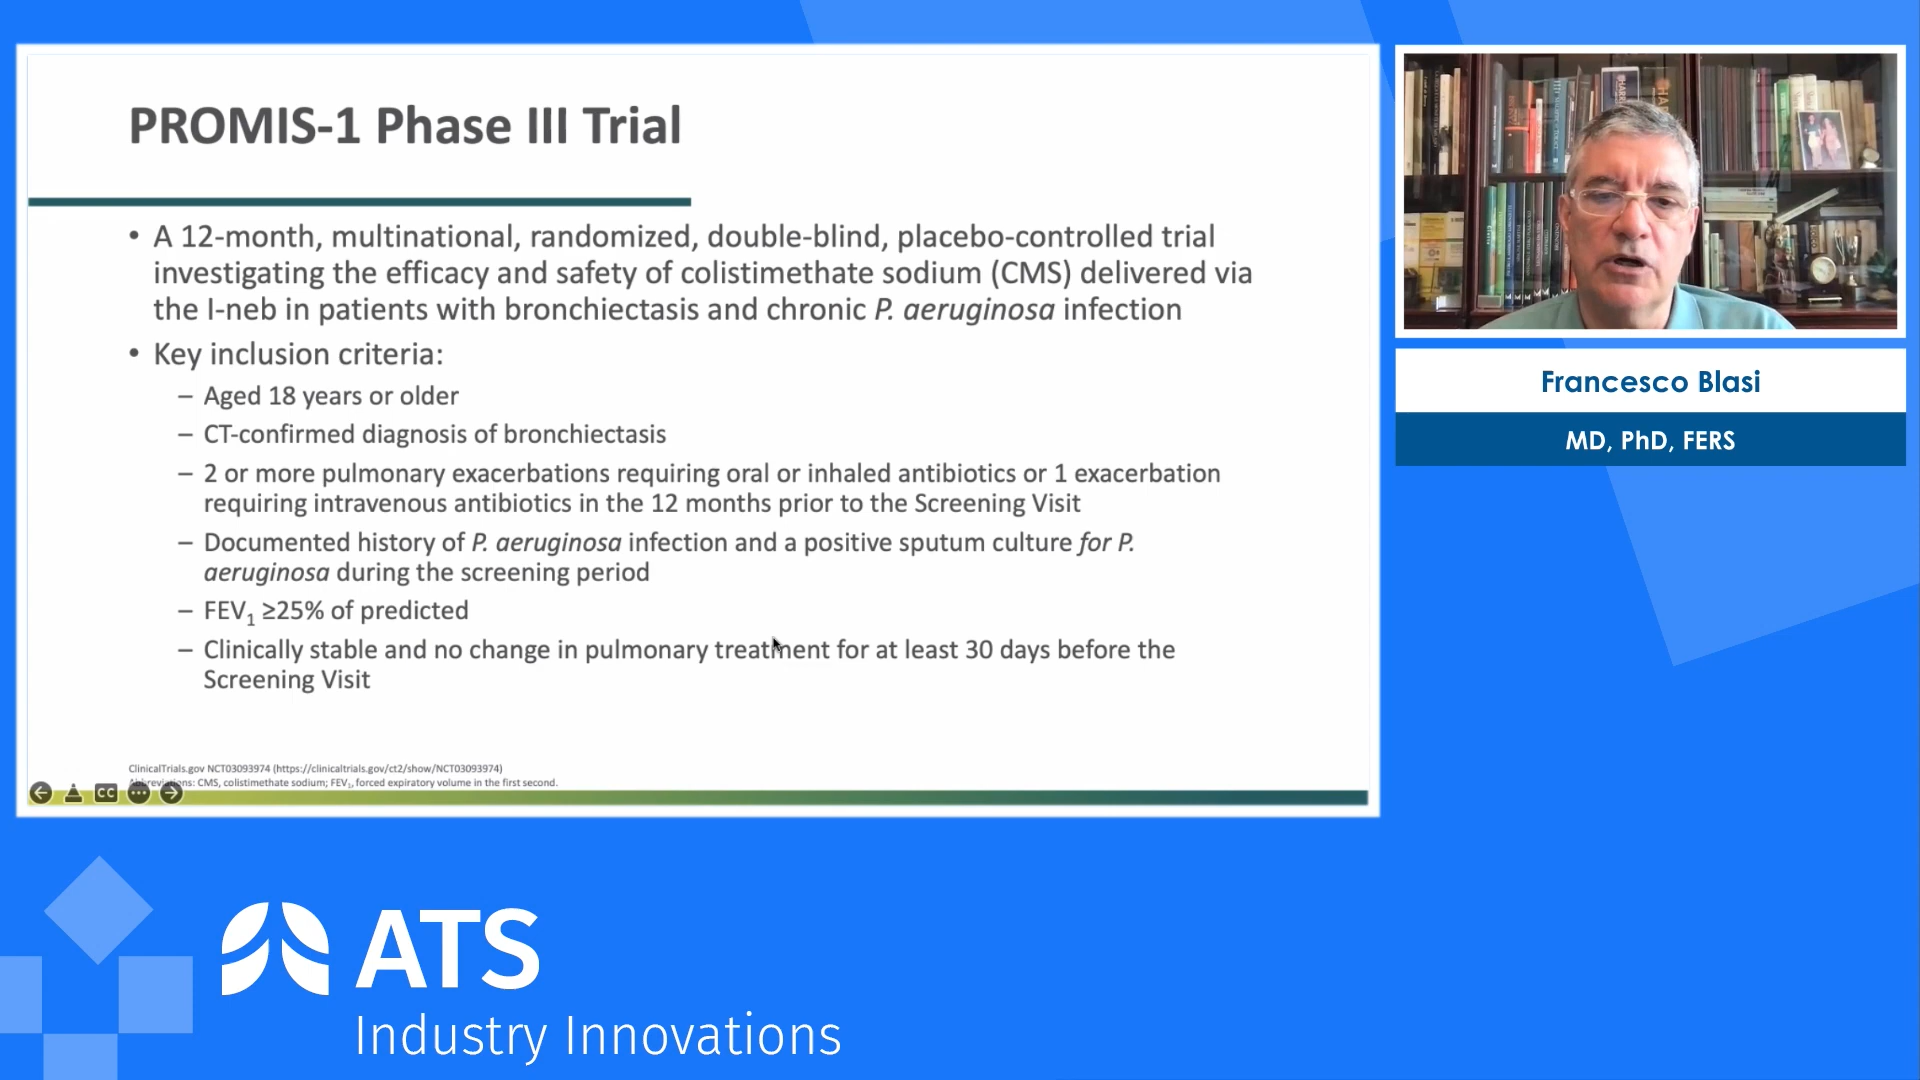 PROMIS-1 Phase III Trial
• A 12-month, multinational, randomized, double-blind, placebo-controlled trial
investigating the efficacy and safety of colistimethate sodium (CMS) delivered via
the I-neb in patients with bronchiectasis and chronic P. aeruginosa infection
• Key inclusion criteria:
– Aged 18 years or older
– CT-confirmed diagnosis of bronchiectasis
– 2 or more pulmonary exacerbations requiring oral or inhaled antibiotics or 1 exacerbation
requiring intravenous antibiotics in the 12 months prior to the Screening Visit
– Documented history of P. aeruginosa infection and a positive sputum culture for P.
aeruginosa during the screening period
– FEV1 ≥25% of predicted
– Clinically stable and no change in pulmonary treatment for at least 30 days before the
Screening Visit
ClinicalTrials.gov NCT03093974 (https://clinicaltrials.gov/ct2/show/NCT03093974)
Abbreviations: CMS, colistimethate sodium; FEV1, forced expiratory volume in the first second.
CC
Francesco Blasi
MD, PhD, FERS
ATS
Industry Innovations